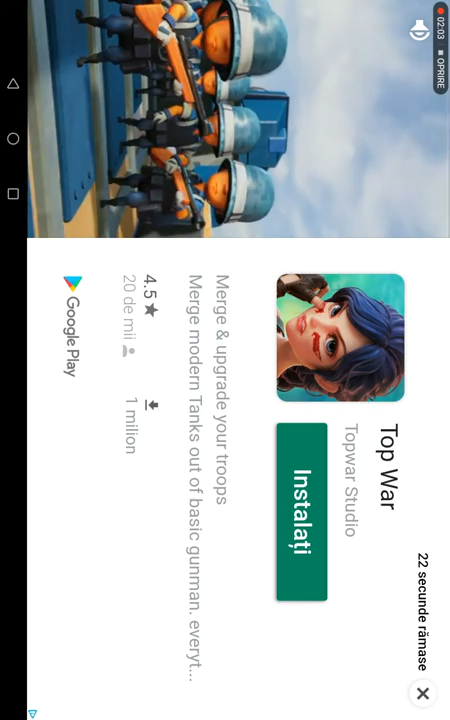 02:03 OPRIRE
22 secunde rămase
Top War
Topwar Studio
Instalați
Merge & upgrade your troops
Merge modern Tanks out of basic gunman. everyt...
4.5★
20 de mii
1 milion
Google Play